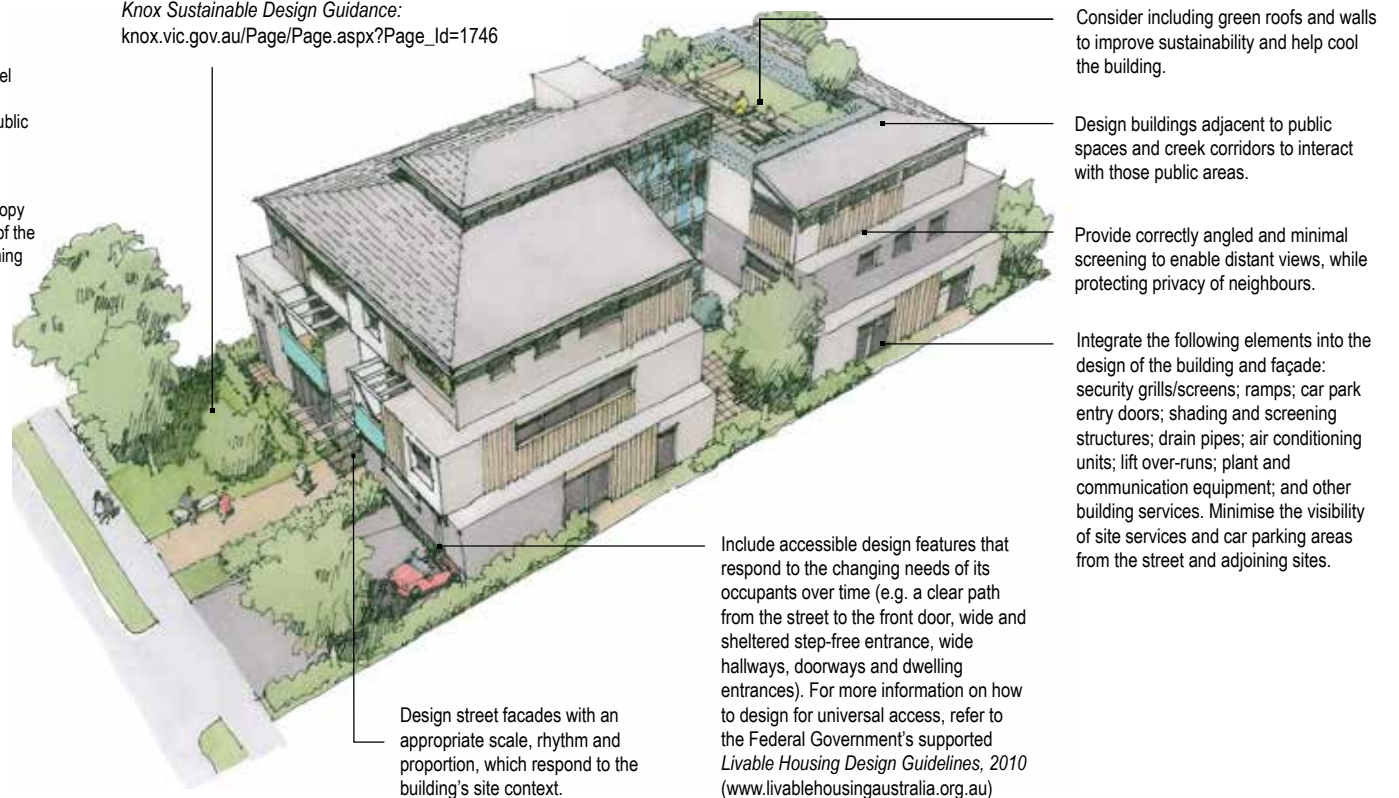 Knox Sustainable Design Guidance:
knox.vic.gov.au/Page/Page.aspx?Page_Id=1746
of the
Consider including green roofs and walls
to improve sustainability and help cool
the building.
Design buildings adjacent to public
spaces and creek corridors to interact
with those public areas.
Provide correctly angled and minimal
screening to enable distant views, while
protecting privacy of neighbours.
Integrate the following elements into the
design of the building and façade:
security grills/screens; ramps; car park
entry doors; shading and screening
structures; drain pipes; air conditioning
units; lift over-runs; plant and
communication equipment; and other
building services. Minimise the visibility
of site services and car parking areas
from the street and adjoining sites.
Include accessible design features that
respond to the changing needs of its
occupants over time (e.g. a clear path
from the street to the front door, wide and
sheltered step-free entrance, wide
hallways, doorways and dwelling
entrances). For more information on how
to design for universal access, refer to
the Federal Government's supported
Livable Housing Design Guidelines, 2010
(www.livablehousingaustralia.org.au)
Design street facades with an
appropriate scale, rhythm and
proportion, which respond to the
building's site context.